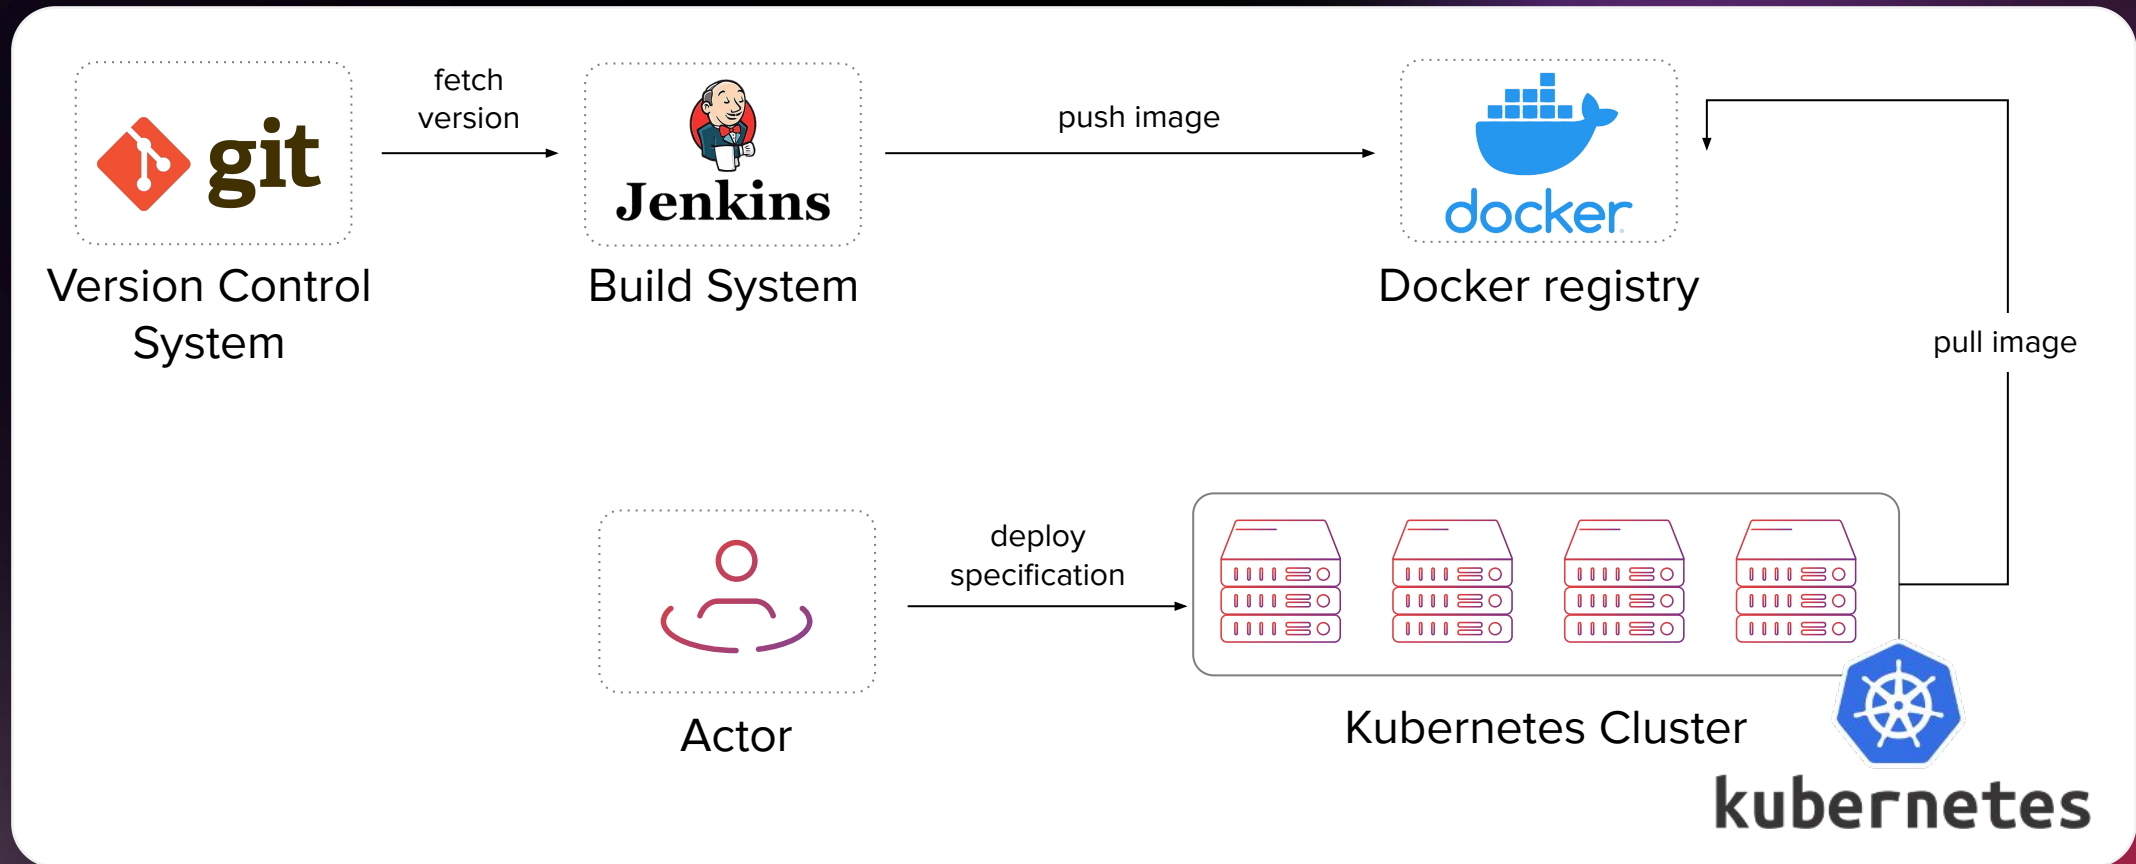 git
Version Control
System
fetch
version
Jenkins
Build System
push image
docker
Docker registry
pull image
Actor
deploy
specification
Kubernetes Cluster
kubernetes